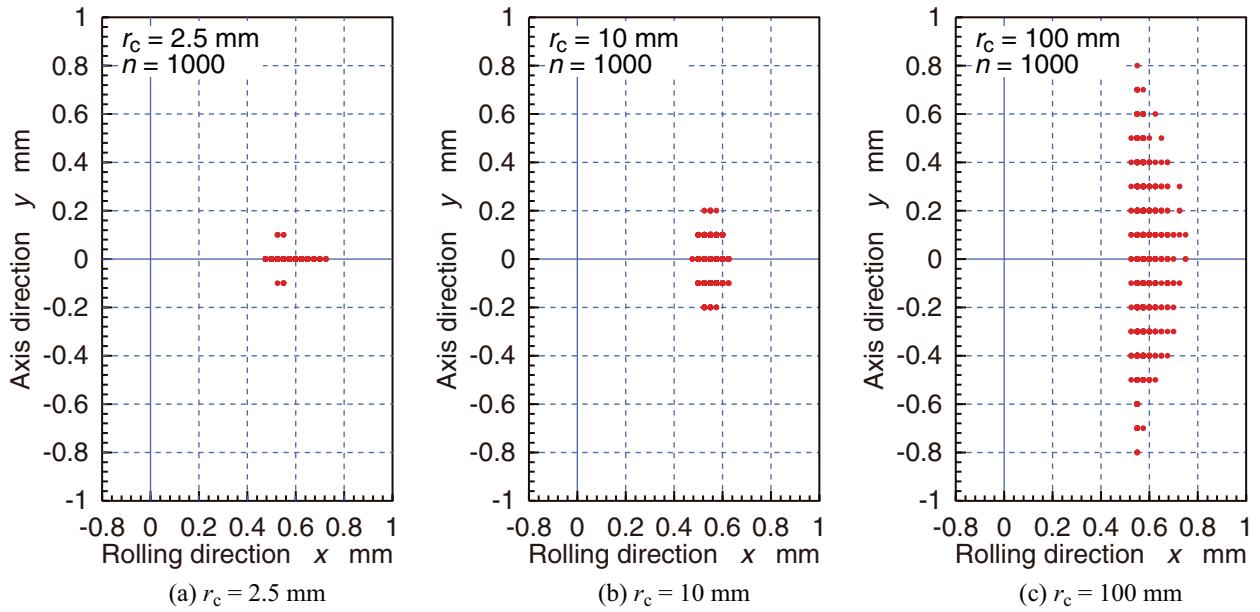 r_c = 2.5 mm
n = 1000
1
0.8
0.6
0.4
0.2
0
-0.2
-0.4
-0.6
-0.8
-1
Axis direction y mm
-0.8 0 0.2 0.4 0.6 0.8 1
Rolling direction x mm
(a) r_c = 2.5 mm
r_c = 10 mm
n = 1000
1
0.8
0.6
0.4
0.2
0
-0.2
-0.4
-0.6
-0.8
-1
Axis direction y mm
-0.8 0 0.2 0.4 0.6 0.8 1
Rolling direction x mm
(b) r_c = 10 mm
r_c = 100 mm
n = 1000
1
0.8
0.6
0.4
0.2
0
-0.2
-0.4
-0.6
-0.8
-1
Axis direction y mm
-0.8 0 0.2 0.4 0.6 0.8 1
Rolling direction x mm
(c) r_c = 100 mm